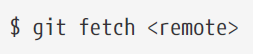 $ git fetch <remote>